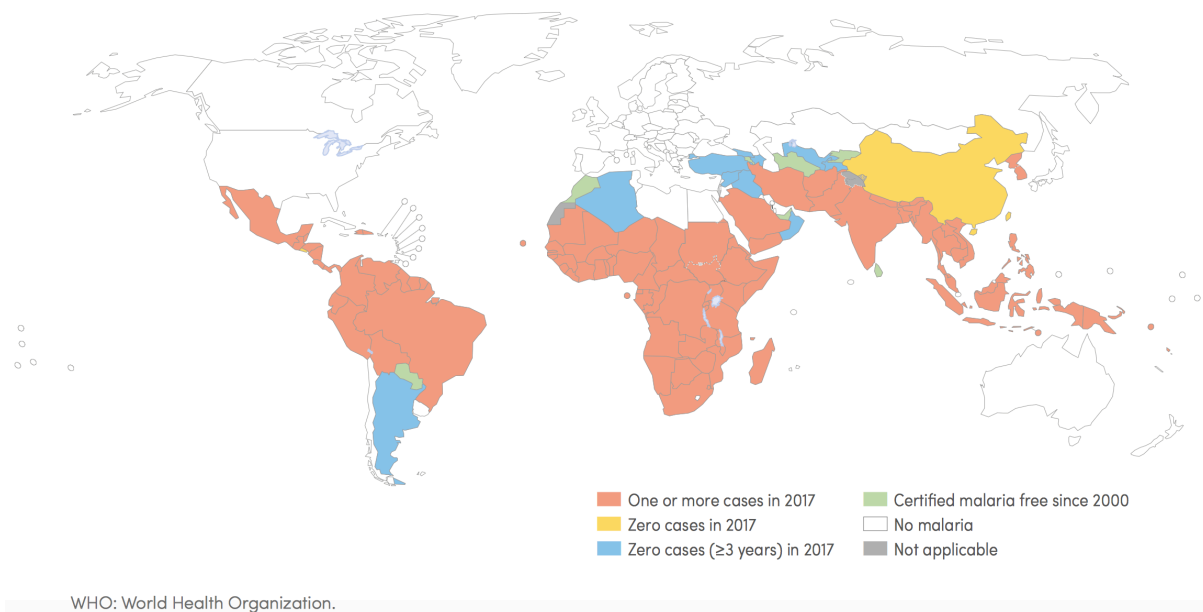 One or more cases in 2017
Zero cases in 2017
Zero cases (≥3 years) in 2017
Certified malaria free since 2000
No malaria
Not applicable
WHO: World Health Organization.